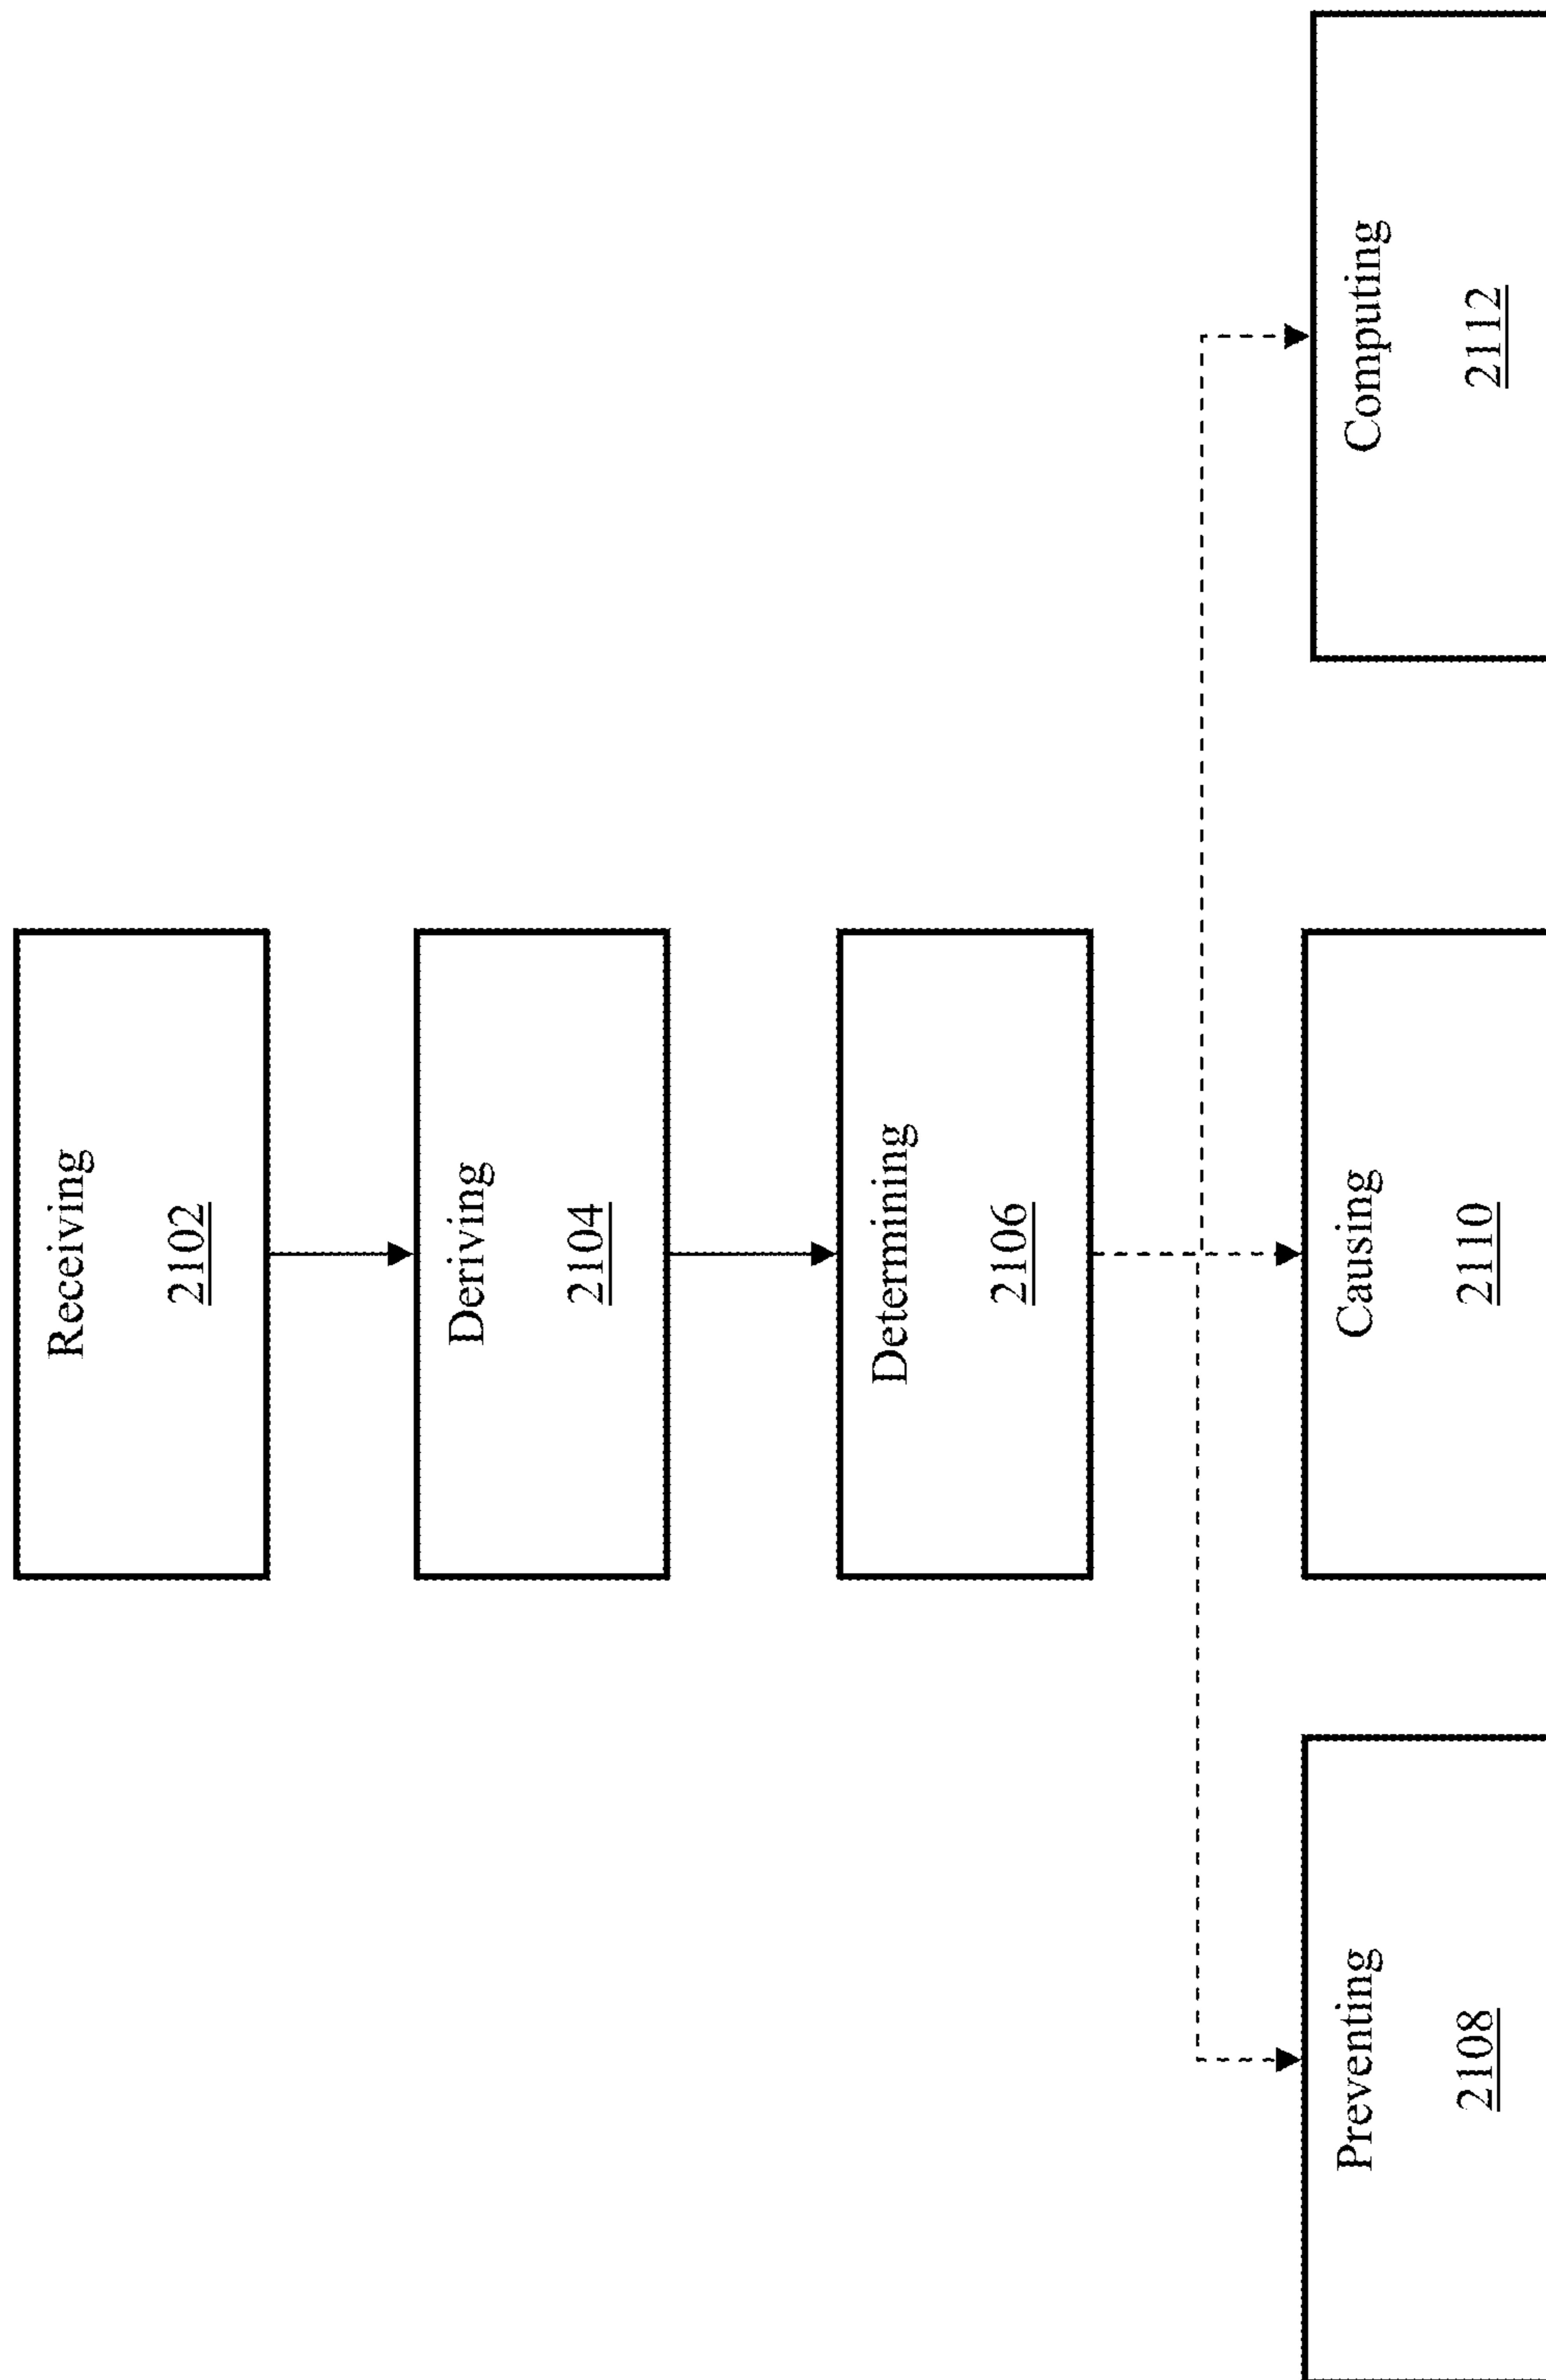 Receiving
2102
Deriving
2104
Determining
2106
Preventing
2108
Causing
2110
Computing
2112